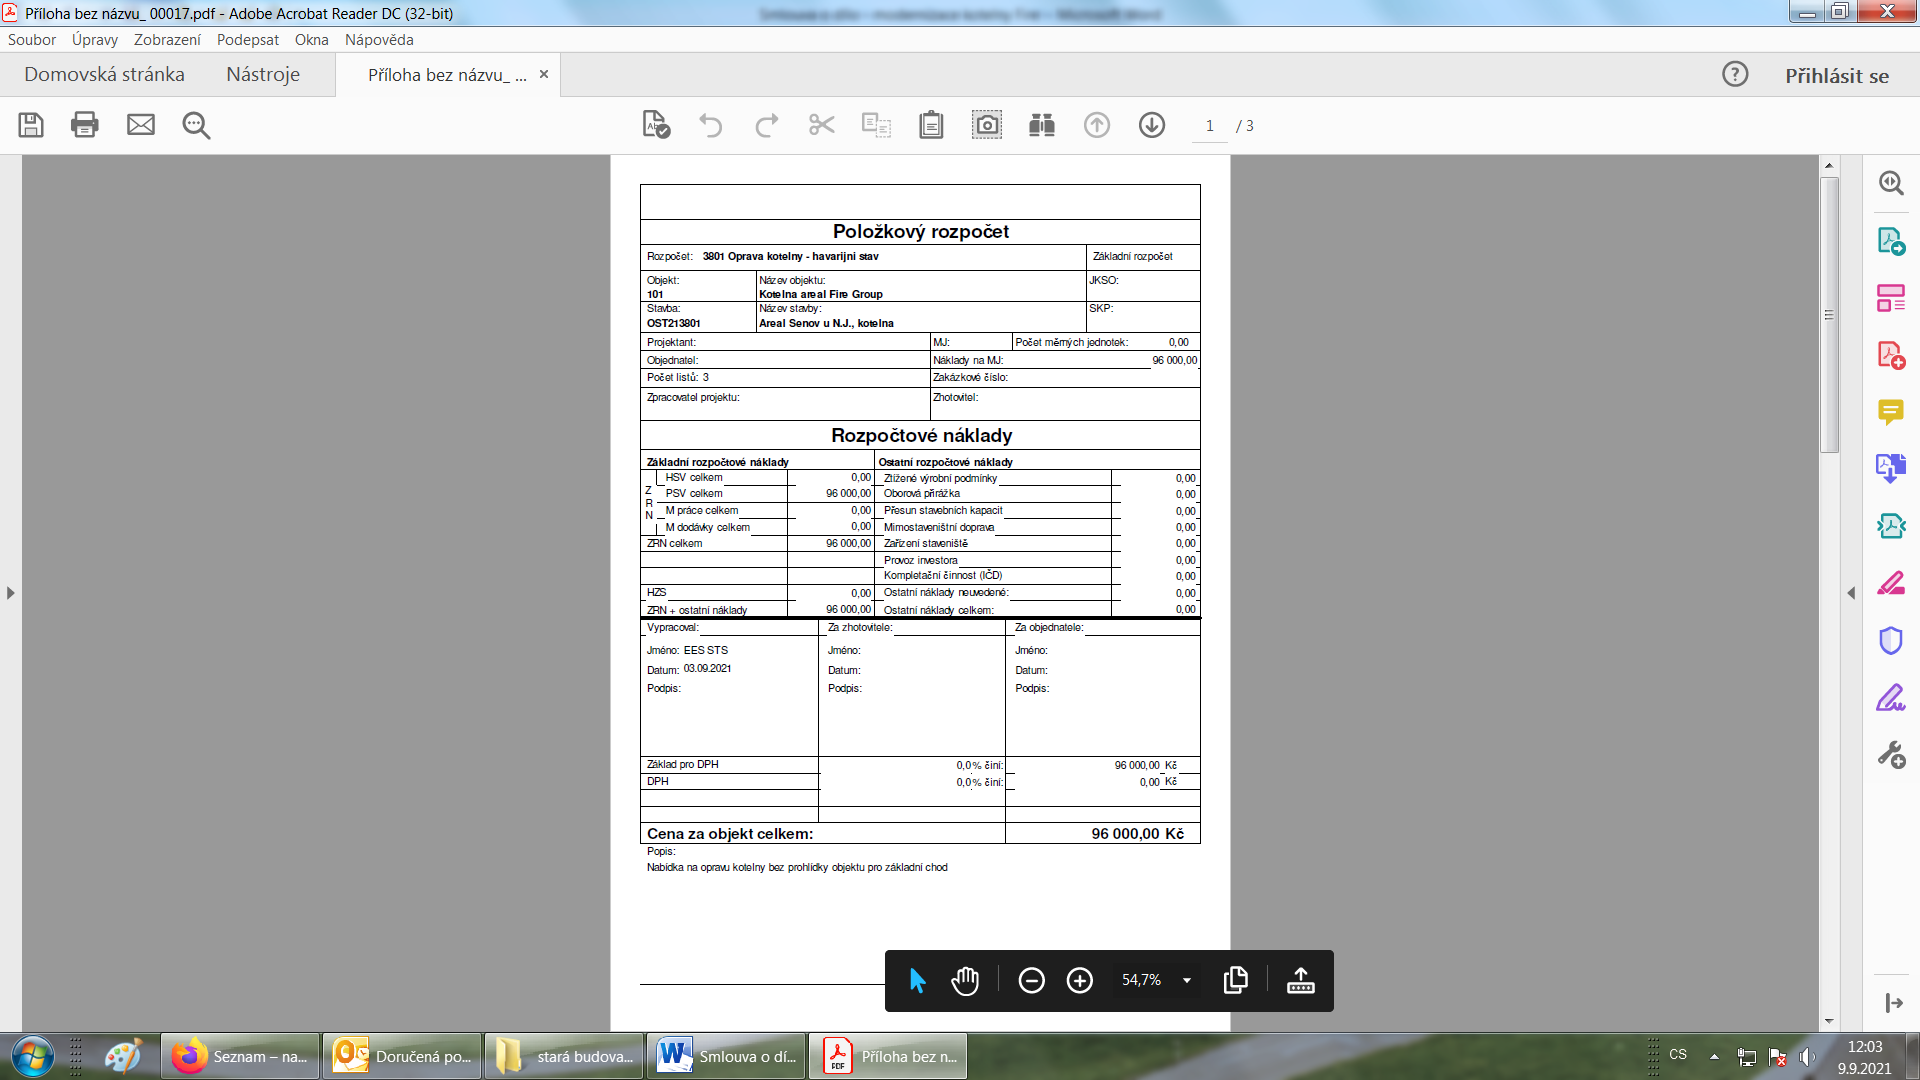 Příloha bez názvu_ 00017.pdf - Adobe Acrobat Reader DC (32-bit)
Smlouva o dílo - modernizace kotelny Fire - Microsoft Word
Soubor Úpravy Zobrazení Podepsat Okna Nápověda
Domovská stránka Nástroje Příloha bez názvu_ ... × Přihlásit se
1 / 3
Položkový rozpočet
Rozpočet: 3801 Oprava kotelny - havarijni stav Základní rozpočet
Objekt: Název objektu: JKSO:
101 Kotelna areal Fire Group
Stavba: Název stavby: SKP:
OST213801 Areal Senov u N.J., kotelna
Projektant: MJ: Počet měrných jednotek: 0,00
Objednatel: Náklady na MJ: 96 000,00
Počet listů: 3 Zakázkové číslo:
Zpracovatel projektu: Zhotovitel:
Rozpočtové náklady
Základní rozpočtové náklady Ostatní rozpočtové náklady
HSV celkem 0,00 Ztížené výrobní podmínky 0,00
Z PSV celkem 96 000,00 Oborová přirážka 0,00
R M práce celkem 0,00 Přesun stavebních kapacit 0,00
N M dodávky celkem 0,00 Mimostaveništní doprava 0,00
ZRN celkem 96 000,00 Zařízení staveniště 0,00
Provoz investora 0,00
Kompletační činnost (IČD) 0,00
HZS 0,00 Ostatní náklady neuvedené: 0,00
ZRN + ostatní náklady 96 000,00 Ostatní náklady celkem: 0,00
Vypracoval: Za zhotovitele: Za objednatele:
Jméno: EES STS Jméno: Jméno:
Datum: 03.09.2021 Datum: Datum:
Podpis: Podpis: Podpis:
Základ pro DPH 0,0 % činí: 96 000,00 Kč
DPH 0,0 % činí: 0,00 Kč
Cena za objekt celkem: 96 000,00 Kč
Popis:
Nabidka na opravu kotelny bez prohlídky objektu pro základní chod
54,7%
Seznam – na... Doručená po... stará budova... Smlouva o dí... Příloha bez n... CS 12:03
9.9.2021